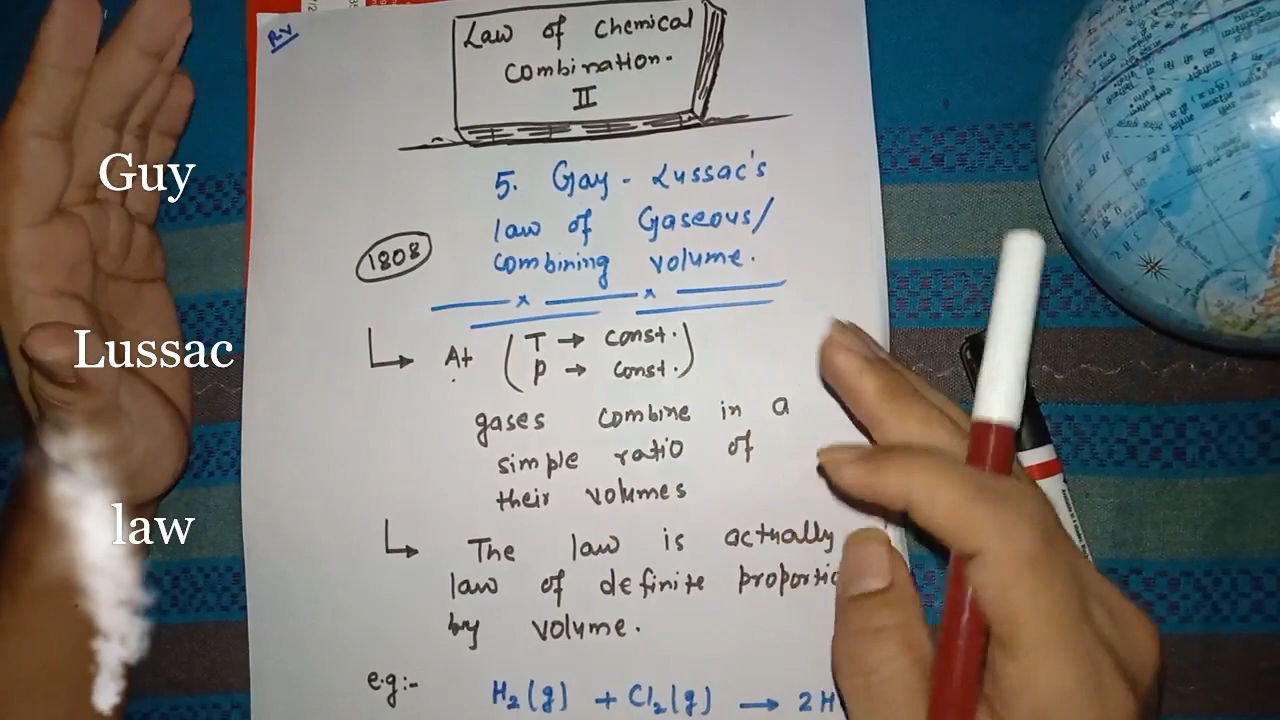 RV
Law of Chemical
Combination.
II
5. Gay-Lussac's
law of Gaseous/
combining volume.
1808
At (T → const.
P → const.)
gases combine in a
simple ratio of
their volumes
The law is actually
law of definite
by volume.
e.g:- H₂(g) + Cl₂(g) → 2H
Guy
Lussac
law